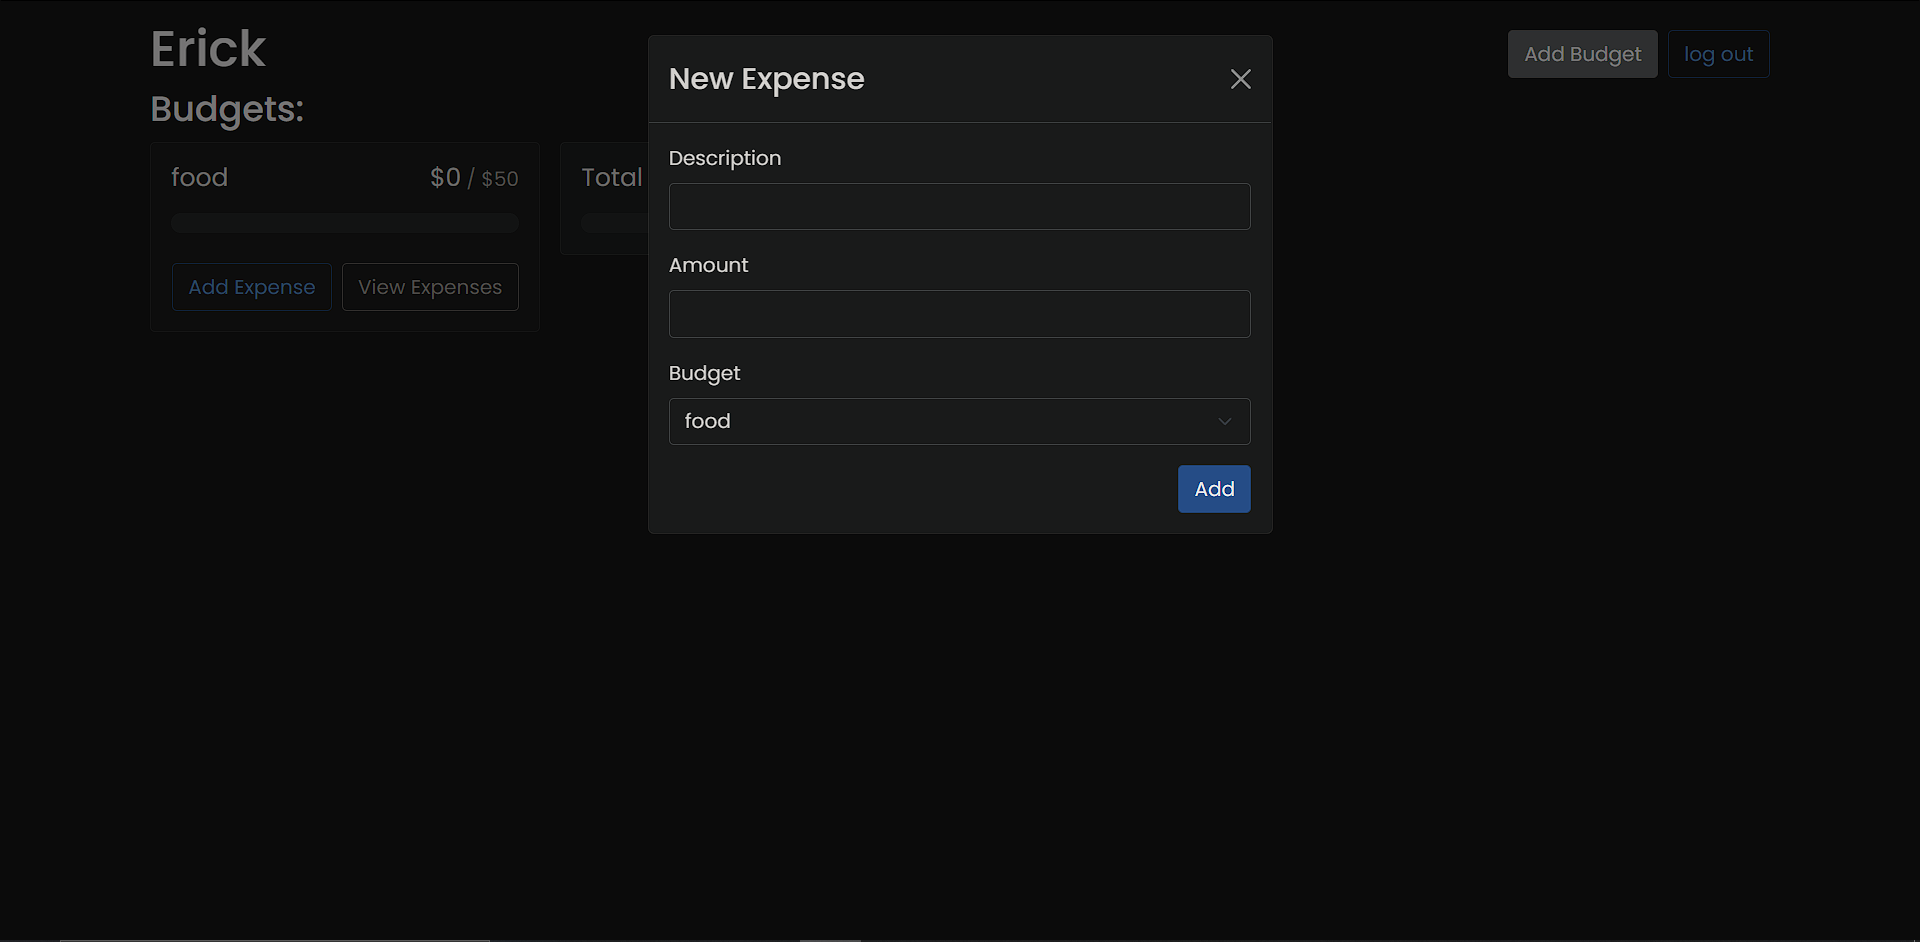 Erick
Add Budget
log out
Budgets:
food
$0 / $50
Add Expense
View Expenses
Total
New Expense
Description
Amount
Budget
food
Add